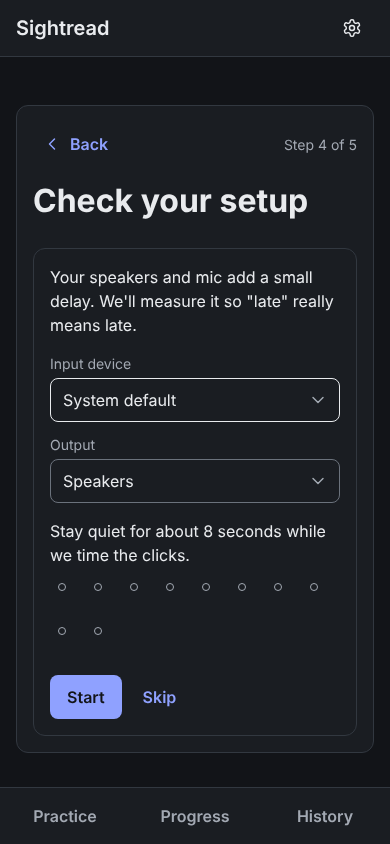 Sightread
Back
Step 4 of 5
Check your setup
Your speakers and mic add a small
delay. We'll measure it so "late" really
means late.
Input device
System default
Output
Speakers
Stay quiet for about 8 seconds while
we time the clicks.
Start
Skip
Practice
Progress
History